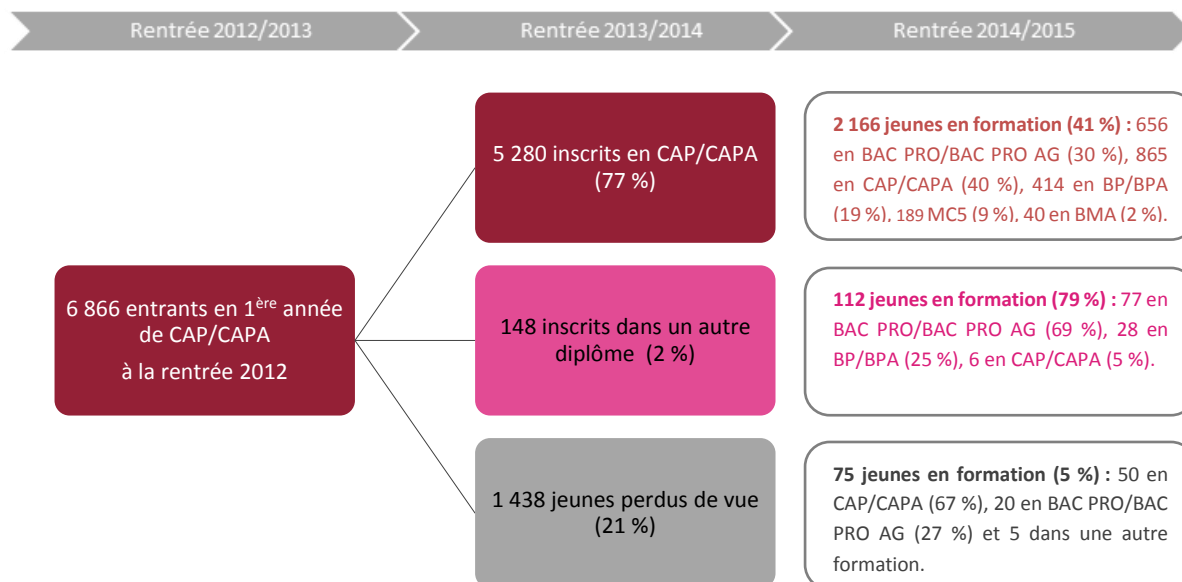 Rentrée 2012/2013
Rentrée 2013/2014
Rentrée 2014/2015
6 866 entrants en 1ère année
de CAP/CAPA
à la rentrée 2012
5 280 inscrits en CAP/CAPA
(77 %)
2 166 jeunes en formation (41 %) : 656
en BAC PRO/BAC PRO AG (30 %), 865
en CAP/CAPA (40 %), 414 en BP/BPA
(19 %), 189 MC5 (9 %), 40 en BMA (2 %).
148 inscrits dans un autre
diplôme (2 %)
112 jeunes en formation (79 %) : 77 en
BAC PRO/BAC PRO AG (69 %), 28 en
BP/BPA (25 %), 6 en CAP/CAPA (5 %).
1 438 jeunes perdus de vue
(21 %)
75 jeunes en formation (5 %) : 50 en
CAP/CAPA (67 %), 20 en BAC PRO/BAC
PRO AG (27 %) et 5 dans une autre
formation.